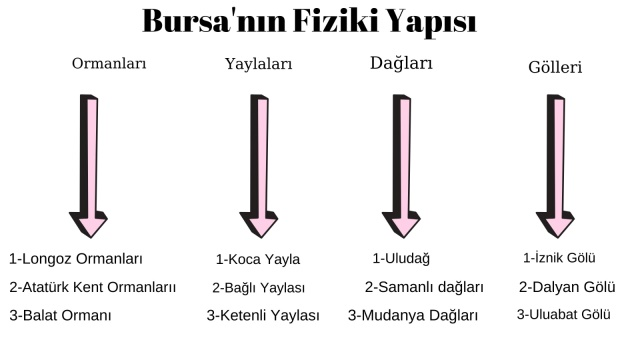 Bursa'nın Fiziki Yapısı
Ormanları
Yaylaları
Dağları
Gölleri
1-Longoz Ormanları
1-Koca Yayla
1-Uludağ
1-İznik Gölü
2-Atatürk Kent Ormanlarıı
2-Bağlı Yaylası
2-Samanlı dağları
2-Dalyan Gölü
3-Balat Ormanı
3-Ketenli Yaylası
3-Mudanya Dağları
3-Uluabat Gölü